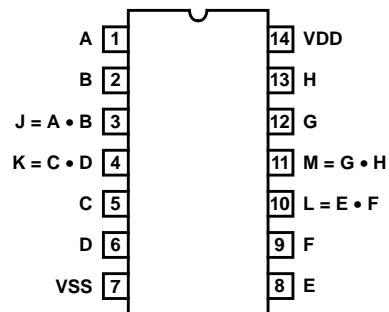 A 1
B 2
J = A • B 3
K = C • D 4
C 5
D 6
VSS 7
14 VDD
13 H
12 G
11 M = G • H
10 L = E • F
9 F
8 E